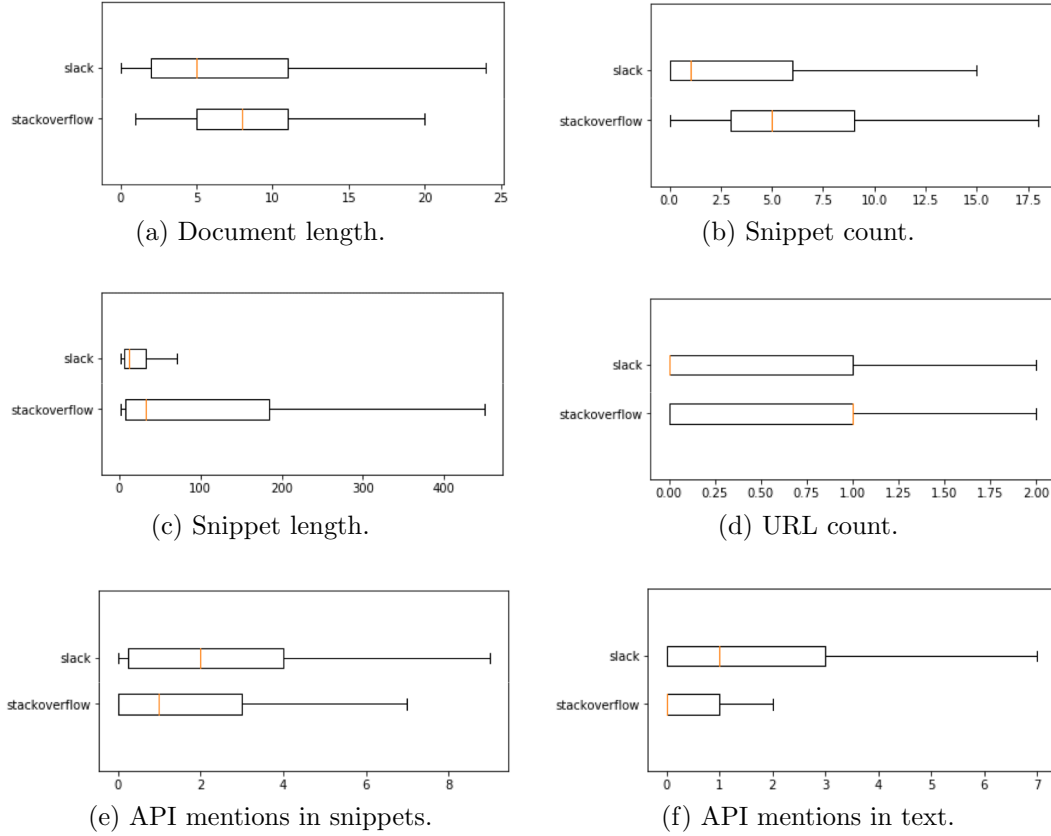 slack
stackoverflow
0 5 10 15 20 25
(a) Document length.
slack
stackoverflow
0.0 2.5 5.0 7.5 10.0 12.5 15.0 17.5
(b) Snippet count.
slack
stackoverflow
0 100 200 300 400
(c) Snippet length.
slack
stackoverflow
0.00 0.25 0.50 0.75 1.00 1.25 1.50 1.75 2.00
(d) URL count.
slack
stackoverflow
0 2 4 6 8
(e) API mentions in snippets.
slack
stackoverflow
0 1 2 3 4 5 6 7
(f) API mentions in text.